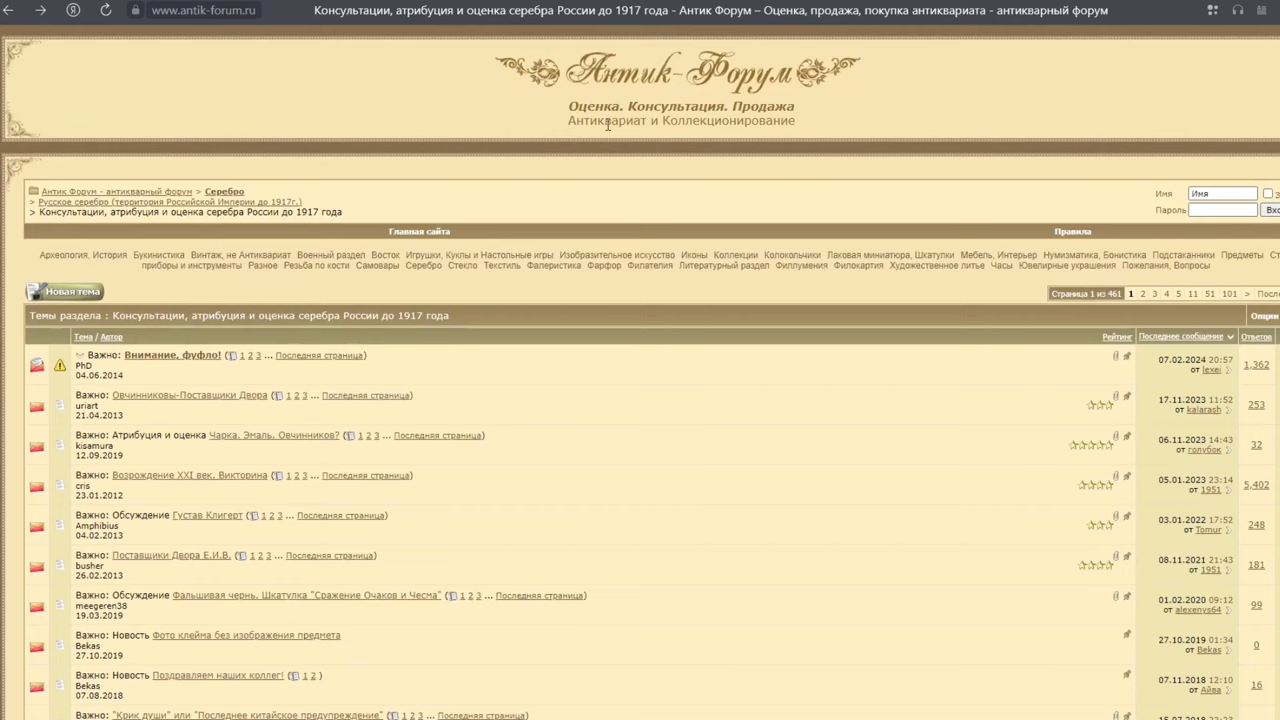 www.antik-forum.ru
Консультации, атрибуция и оценка серебра России до 1917 года - Антик Форум – Оценка, продажа, покупка антиквариата - антикварный форум
Антик-Форум
Оценка. Консультация. Продажа
Антиквариат и Коллекционирование
Антик Форум - антикварный форум > Серебро
> Русское серебро (территория Российской Империи до 1917г.)
> Консультации, атрибуция и оценка серебра России до 1917 года
Имя Имя
Пароль
Главная сайта Правила
Археология, История Букинистика Винтаж, не Антиквариат Военный раздел Восток Игрушки, Куклы и Настольные игры Изобразительное искусство Иконы Коллекции Колокольчики Лаковая миниатюра, Шкатулки Мебель, Интерьер Нумизматика, Бонистика Подстаканники Предметы
приборы и инструменты Разное Резьба по кости Самовары Серебро Стекло Текстиль Фалеристика Фарфор Филателия Литературный раздел Филлумения Филокартия Художественное литье Часы Ювелирные украшения Пожелания, Вопросы
Новая тема
Страница 1 из 461 1 2 3 4 5 11 51 101 >
Темы раздела : Консультации, атрибуция и оценка серебра России до 1917 года
Опции
Тема / Автор Рейтинг Последнее сообщение Ответов
Важно: Внимание, фуфло! (1 2 3 ... Последняя страница)
PhD
04.06.2014
07.02.2024 20:57
от lexei
1,362
Важно: Овчинниковы-Поставщики Двора (1 2 3 ... Последняя страница)
uriart
21.04.2013
17.11.2023 11:52
от kalarash
253
Важно: Атрибуция и оценка Чарка. Эмаль. Овчинников? (1 2 3 ... Последняя страница)
kisamura
12.09.2019
06.11.2023 14:43
от голубок
32
Важно: Возрождение XXI век. Викторина (1 2 3 ... Последняя страница)
cris
23.01.2012
05.01.2023 23:14
от 1951
5,402
Важно: Обсуждение Густав Клигерт (1 2 3 ... Последняя страница)
Amphibius
04.02.2013
03.01.2022 17:52
от Tomur
248
Важно: Поставщики Двора Е.И.В. (1 2 3 ... Последняя страница)
busher
26.02.2013
08.11.2021 21:43
от 1951
181
Важно: Обсуждение Фальшивая чернь. Шкатулка "Сражение Очаков и Чесма" (1 2 3 ... Последняя страница)
meegeren38
19.03.2019
01.02.2020 09:12
от alexenys64
99
Важно: Новость Фото клейма без изображения предмета
Bekas
27.10.2019
27.10.2019 01:34
от Bekas
0
Важно: Новость Поздравляем наших коллег! (1 2 )
Bekas
07.08.2018
07.11.2018 12:10
от Айва
16
Важно: "Крик души" или "Последнее китайское предупреждение" (1 2 3 ... Последняя страница)